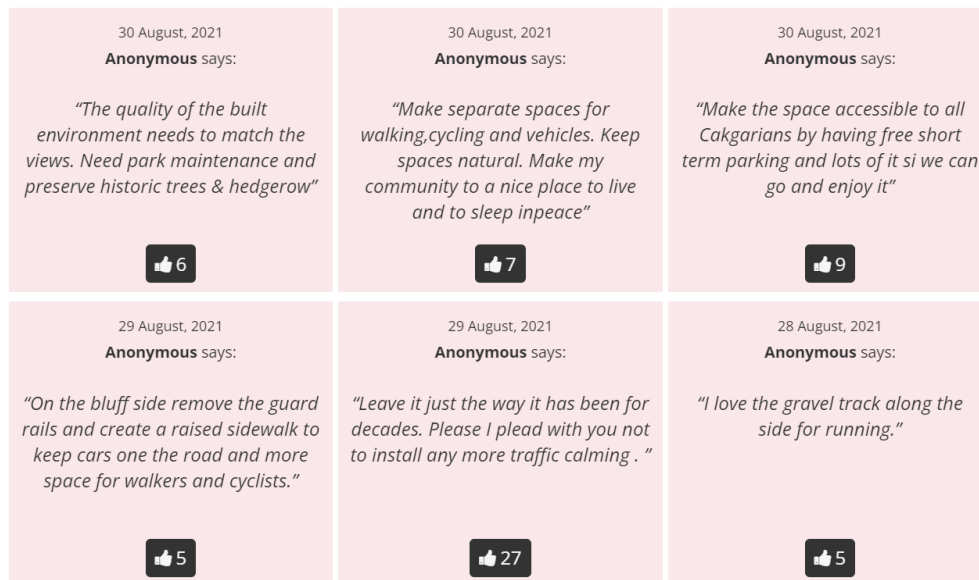 30 August, 2021
Anonymous says:
“The quality of the built
environment needs to match the
views. Need park maintenance and
preserve historic trees & hedgerow”
6
30 August, 2021
Anonymous says:
“Make separate spaces for
walking,cycling and vehicles. Keep
spaces natural. Make my
community to a nice place to live
and to sleep inpeace”
7
30 August, 2021
Anonymous says:
“Make the space accessible to all
Cakgarians by having free short
term parking and lots of it si we can
go and enjoy it”
9
29 August, 2021
Anonymous says:
“On the bluff side remove the guard
rails and create a raised sidewalk to
keep cars one the road and more
space for walkers and cyclists.”
5
29 August, 2021
Anonymous says:
“Leave it just the way it has been for
decades. Please I plead with you not
to install any more traffic calming . ”
27
28 August, 2021
Anonymous says:
“I love the gravel track along the
side for running.”
5